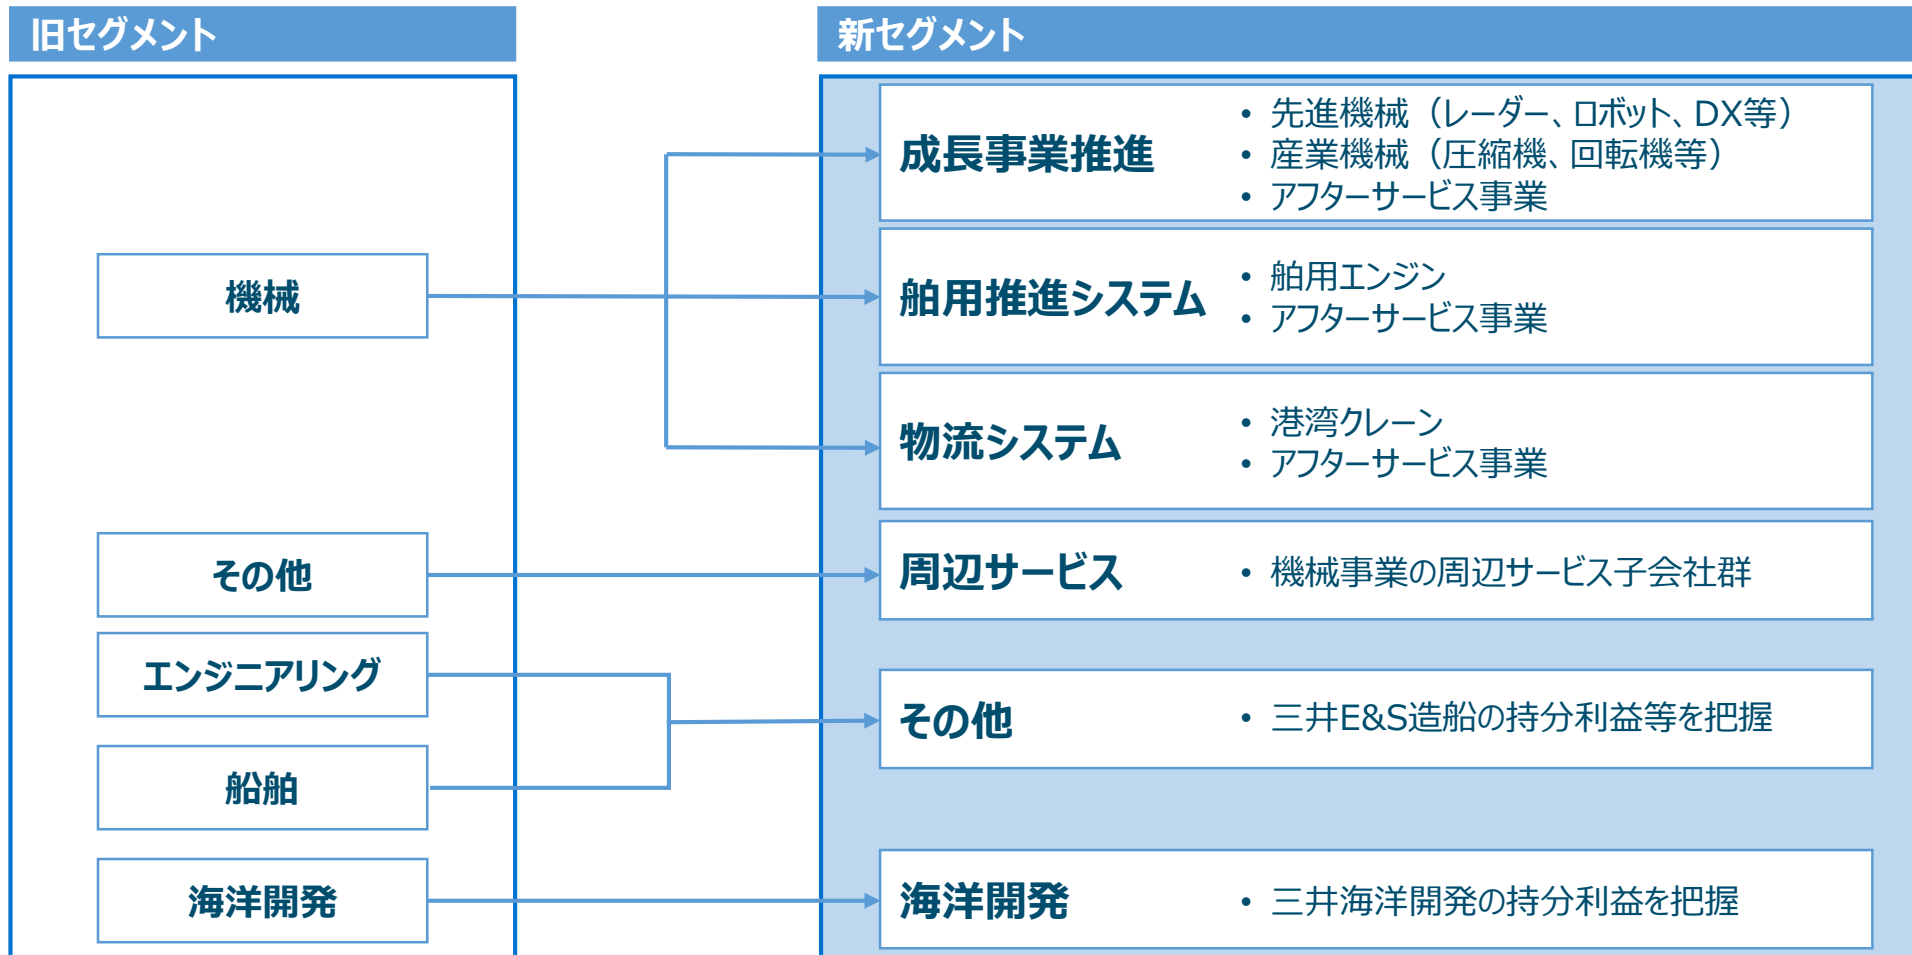 旧セグメント
機械
その他
エンジニアリング
船舶
海洋開発
新セグメント
成長事業推進
• 先進機械（レーダー、ロボット、DX等）
• 産業機械（圧縮機、回転機等）
• アフターサービス事業
舶用推進システム
• 舶用エンジン
• アフターサービス事業
物流システム
• 港湾クレーン
• アフターサービス事業
周辺サービス
• 機械事業の周辺サービス子会社群
その他
• 三井E&S造船の持分利益等を把握
海洋開発
• 三井海洋開発の持分利益を把握